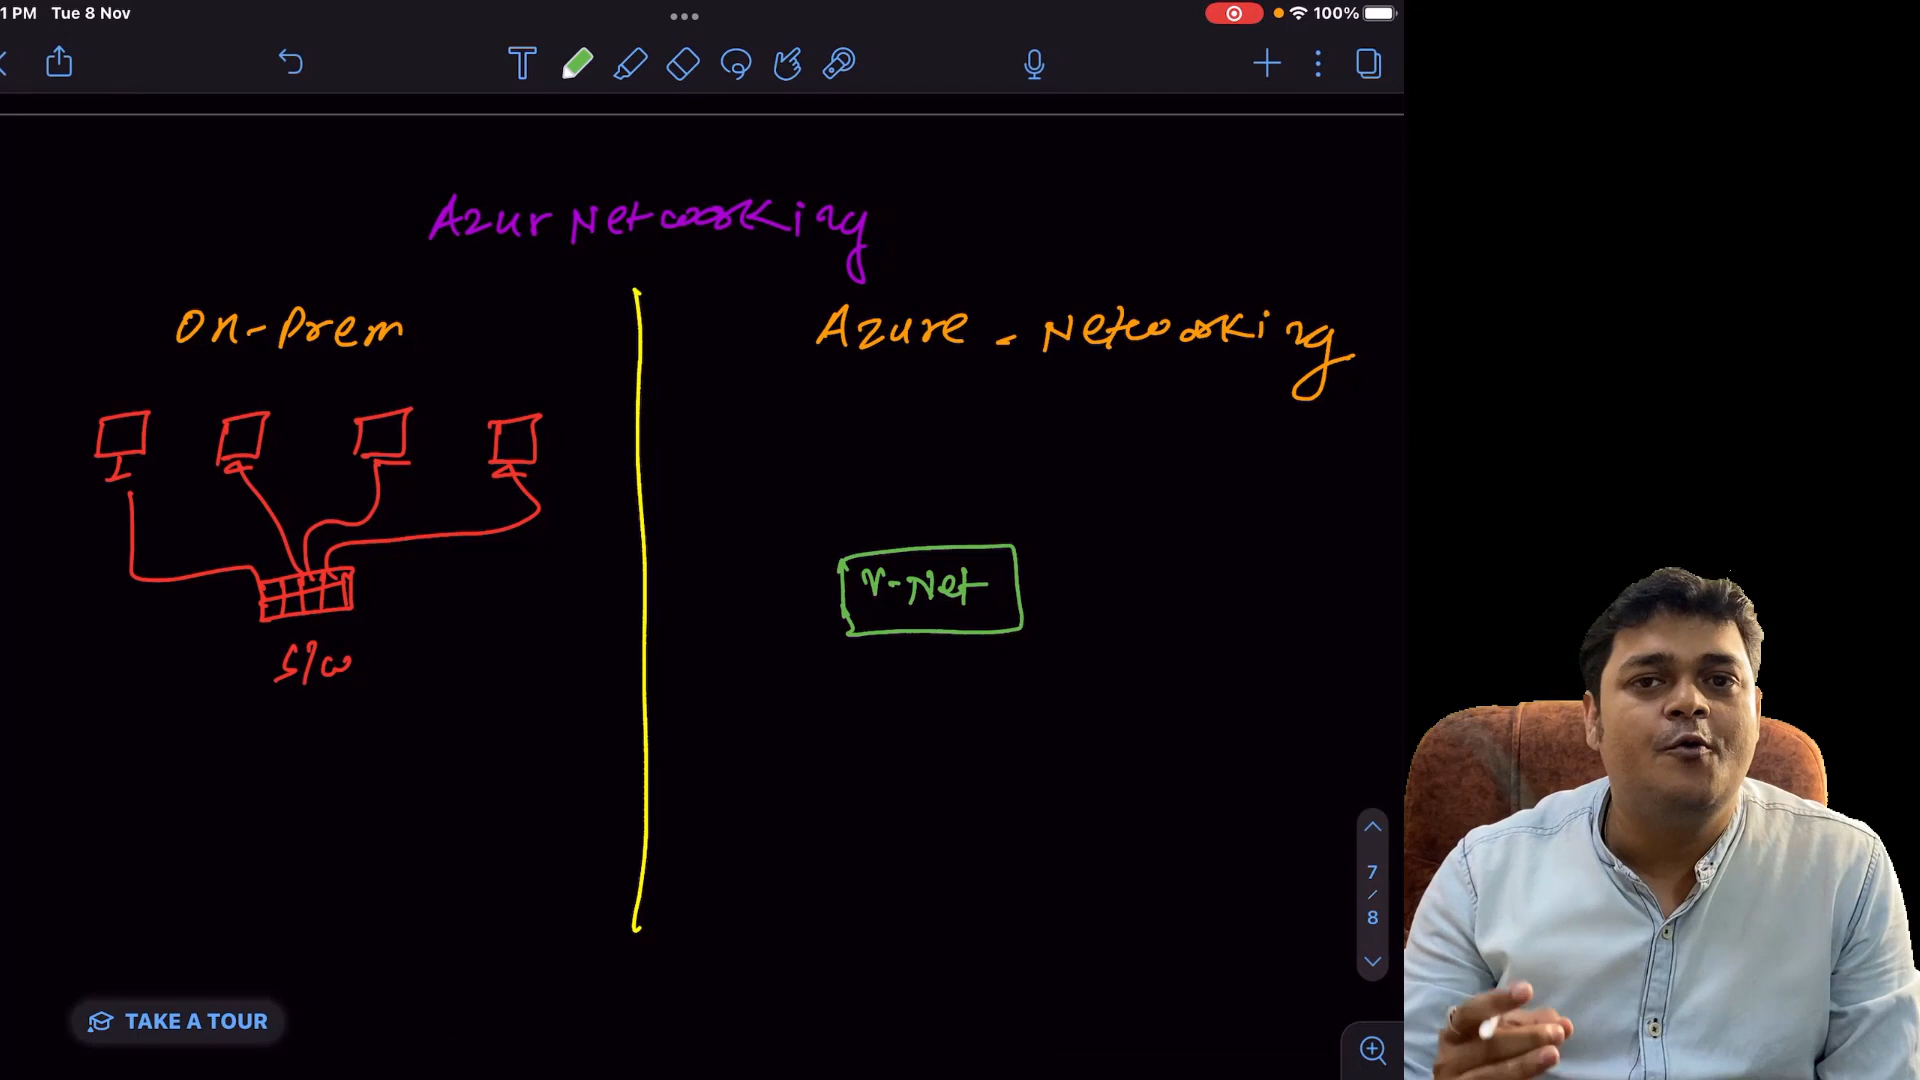 1 PM Tue 8 Nov
100%
T
Azur Networking
On-Prem
Azure - Networking
V-Net
S/W
7
/
8
TAKE A TOUR